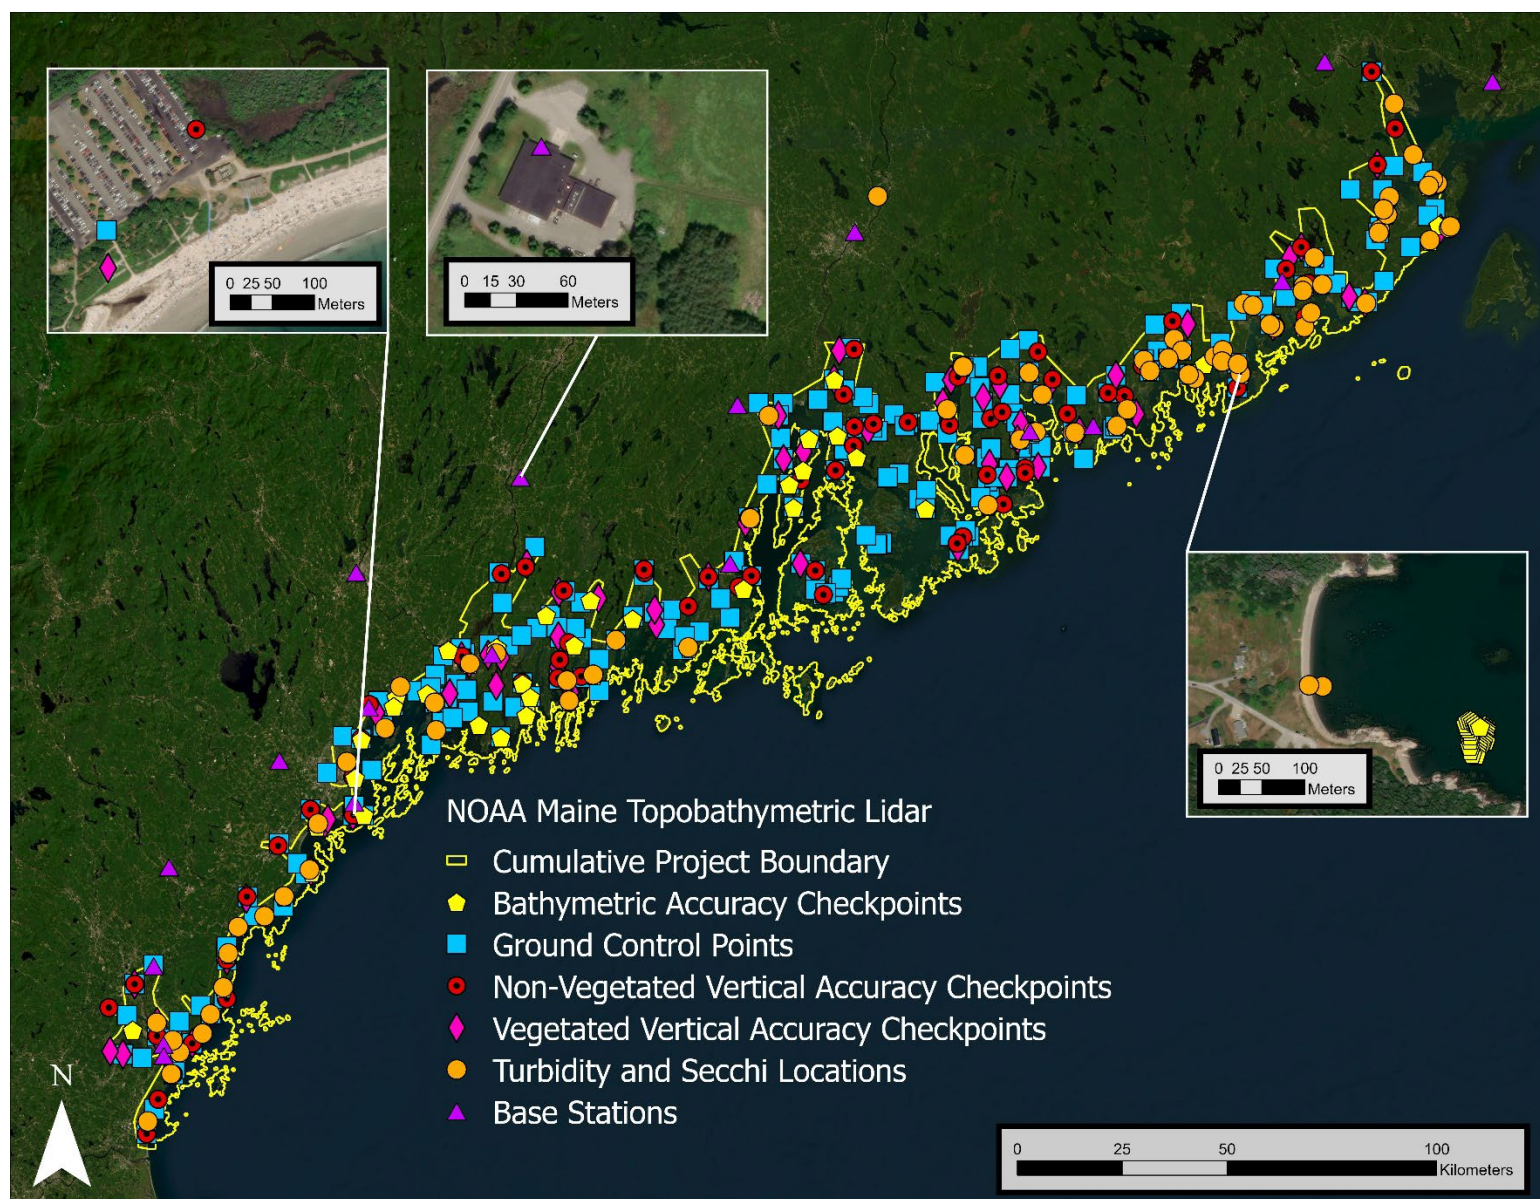 0 25 50 100
Meters
0 15 30 60
Meters
0 25 50 100
Meters
NOAA Maine Topobathymetric Lidar
Cumulative Project Boundary
Bathymetric Accuracy Checkpoints
Ground Control Points
Non-Vegetated Vertical Accuracy Checkpoints
Vegetated Vertical Accuracy Checkpoints
Turbidity and Secchi Locations
Base Stations
N
0 25 50 100
Kilometers